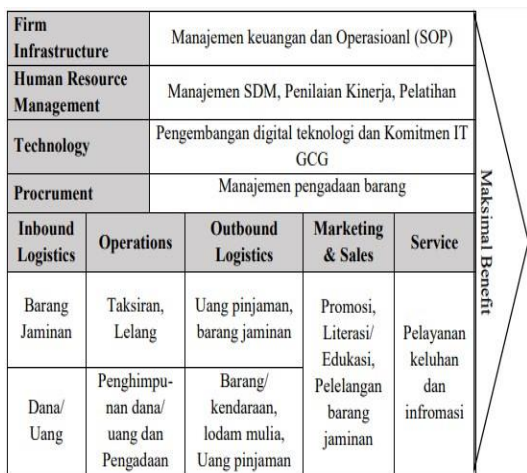 Firm
Infrastructure
Manajemen keuangan dan Operasioanl (SOP)
Human Resource
Management
Manajemen SDM, Penilaian Kinerja, Pelatihan
Technology
Pengembangan digital teknologi dan Komitmen IT
GCG
Procrument
Manajemen pengadaan barang
Inbound
Logistics
Operations
Outbound
Logistics
Marketing
& Sales
Service
Barang
Jaminan
Taksiran,
Lelang
Uang pinjaman,
barang jaminan
Promosi,
Literasi/
Edukasi,
Pelelangan
barang
jaminan
Pelayanan
keluhan
dan
infromasi
Dana/
Uang
Penghimpu-
nan dana/
uang dan
Pengadaan
Barang/
kendaraan,
lodam mulia,
Uang pinjaman
Maksimal Benefit